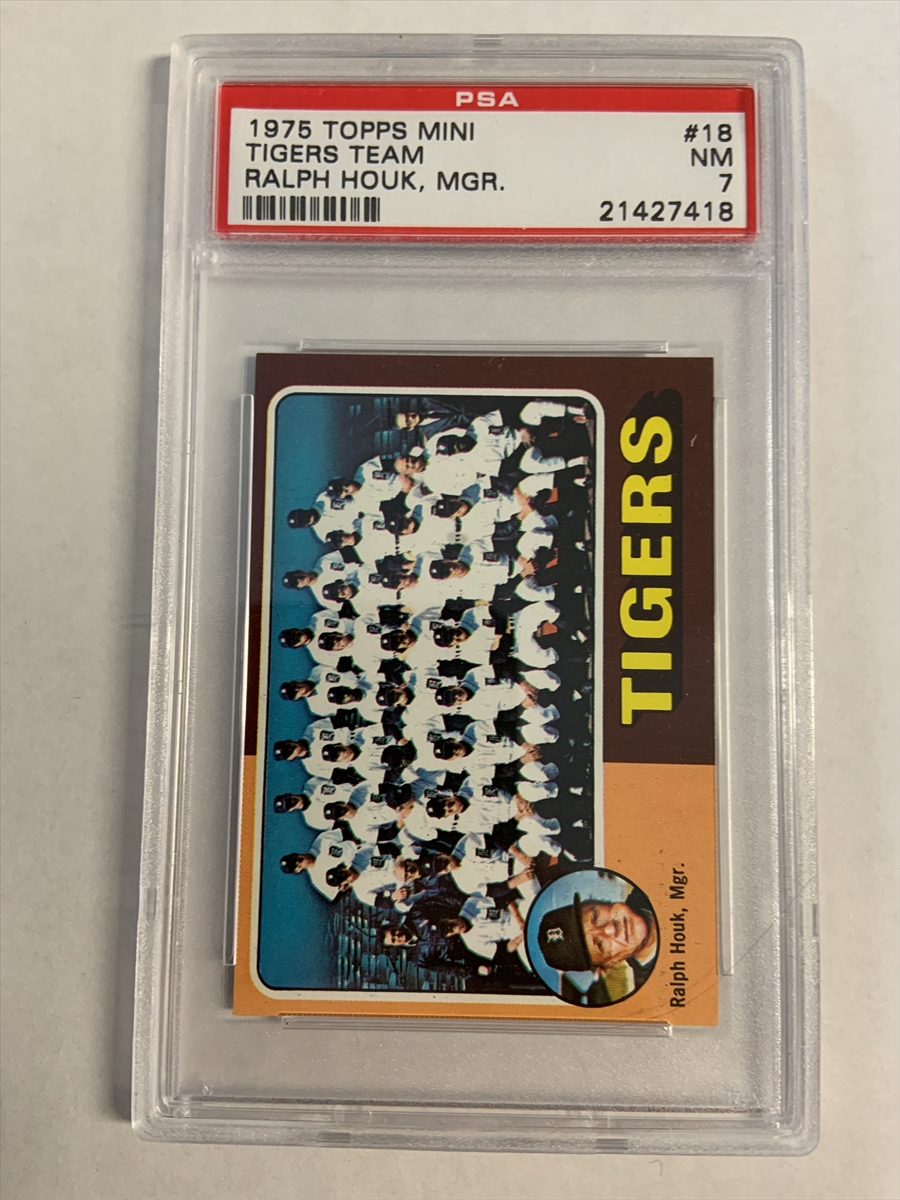 PSA
1975 TOPPS MINI #18
TIGERS TEAM NM
RALPH HOUK, MGR. 7
21427418
TIGERS
Ralph Houk, Mgr.